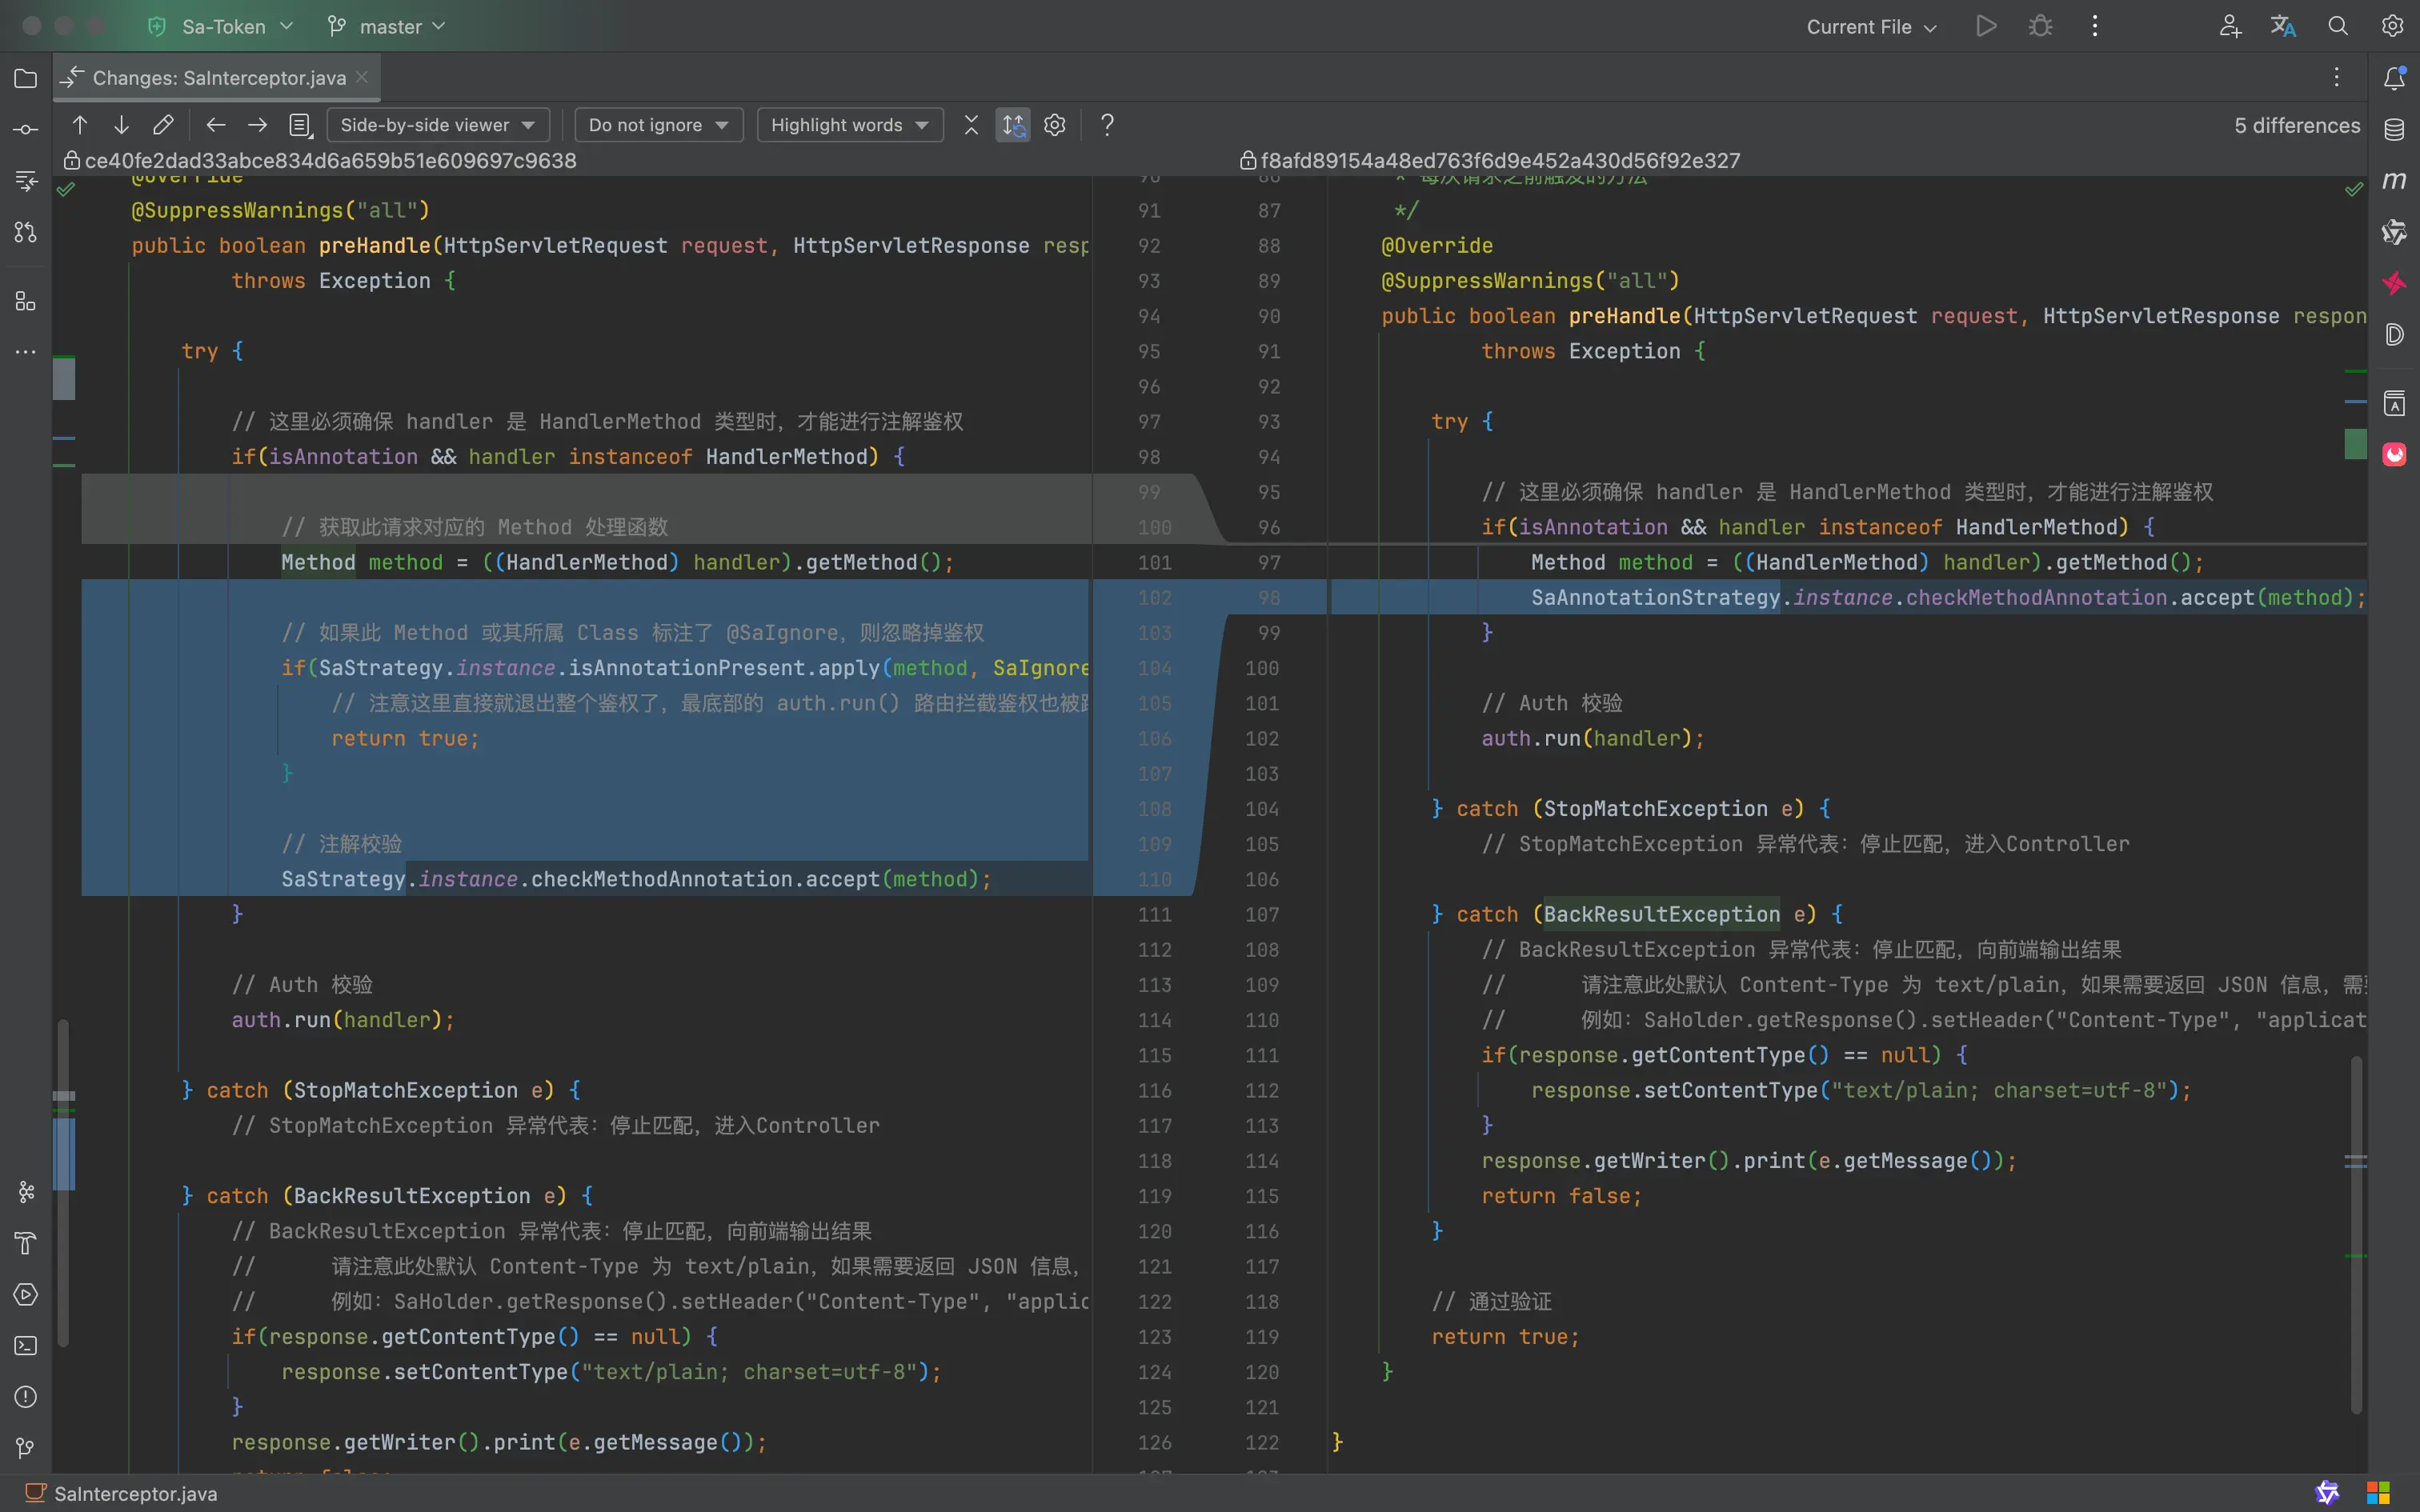 Sa-Token
master
Current File
Changes: SaInterceptor.java
Side-by-side viewer
Do not ignore
Highlight words
5 differences
ce40fe2dad33abce834d6a659b51e609697c9638
@Override
@SuppressWarnings("all")
public boolean preHandle(HttpServletRequest request, HttpServletResponse resp
throws Exception {
try {
// 这里必须确保 handler 是 HandlerMethod 类型时，才能进行注解鉴权
if(isAnnotation && handler instanceof HandlerMethod) {
// 获取此请求对应的 Method 处理函数
Method method = ((HandlerMethod) handler).getMethod();
// 如果此 Method 或其所属 Class 标注了 @SaIgnore，则忽略掉鉴权
if(SaStrategy.instance.isAnnotationPresent.apply(method, SaIgnore
// 注意这里直接就退出整个鉴权了，最底部的 auth.run() 路由拦截鉴权也被
return true;
}
// 注解校验
SaStrategy.instance.checkMethodAnnotation.accept(method);
}
// Auth 校验
auth.run(handler);
} catch (StopMatchException e) {
// StopMatchException 异常代表：停止匹配，进入Controller
} catch (BackResultException e) {
// BackResultException 异常代表：停止匹配，向前端输出结果
// 请注意此处默认 Content-Type 为 text/plain，如果需要返回 JSON 信息，
// 例如：SaHolder.getResponse().setHeader("Content-Type", "applic
if(response.getContentType() == null) {
response.setContentType("text/plain; charset=utf-8");
}
response.getWriter().print(e.getMessage());
91
92
93
94
95
96
97
98
99
100
101
102
103
104
105
106
107
108
109
110
111
112
113
114
115
116
117
118
119
120
121
122
123
124
125
126
f8afd89154a48ed763f6d9e452a430d56f92e327
87
88
89
90
91
92
93
94
95
96
97
98
99
100
101
102
103
104
105
106
107
108
109
110
111
112
113
114
115
116
117
118
119
120
121
122
* 每次请求之前触发的方法
*/
@Override
@SuppressWarnings("all")
public boolean preHandle(HttpServletRequest request, HttpServletResponse respon
throws Exception {
try {
// 这里必须确保 handler 是 HandlerMethod 类型时，才能进行注解鉴权
if(isAnnotation && handler instanceof HandlerMethod) {
Method method = ((HandlerMethod) handler).getMethod();
SaAnnotationStrategy.instance.checkMethodAnnotation.accept(method);
}
// Auth 校验
auth.run(handler);
} catch (StopMatchException e) {
// StopMatchException 异常代表：停止匹配，进入Controller
} catch (BackResultException e) {
// BackResultException 异常代表：停止匹配，向前端输出结果
// 请注意此处默认 Content-Type 为 text/plain，如果需要返回 JSON 信息，需
// 例如：SaHolder.getResponse().setHeader("Content-Type", "applicat
if(response.getContentType() == null) {
response.setContentType("text/plain; charset=utf-8");
}
response.getWriter().print(e.getMessage());
return false;
}
// 通过验证
return true;
}
}
SaInterceptor.java